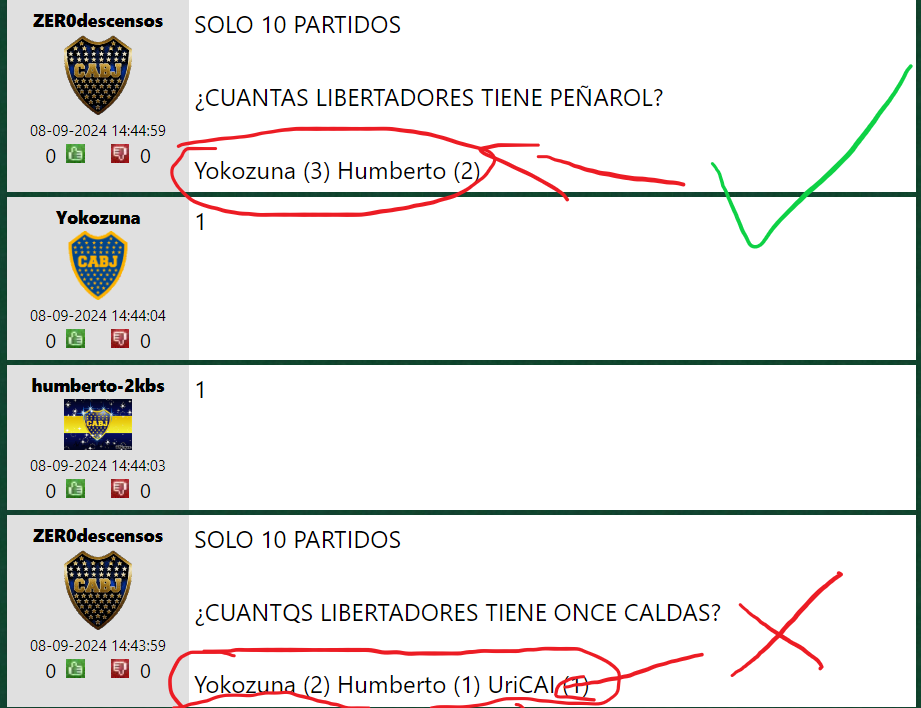 ZER0descensos
CABJ
08-09-2024 14:44:59
0 0
SOLO 10 PARTIDOS
¿CUANTAS LIBERTADORES TIENE PEÑAROL?
Yokozuna (3) Humberto (2)
Yokozuna
CABJ
08-09-2024 14:44:04
0 0
1
humberto-2kbs
CABJ
08-09-2024 14:44:03
0 0
1
ZER0descensos
CABJ
08-09-2024 14:43:59
0 0
SOLO 10 PARTIDOS
¿CUANTQS LIBERTADORES TIENE ONCE CALDAS?
Yokozuna (2) Humberto (1) UriCAI (1)